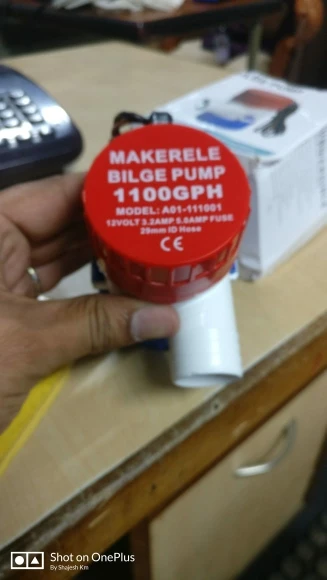 MAKERELE
BILGE PUMP
1100GPH
MODEL: A01-111001
12VOLT 3.2AMP 5.0AMP FUSE
29mm ID Hose
CE
Shot on OnePlus
By Shajesh Km